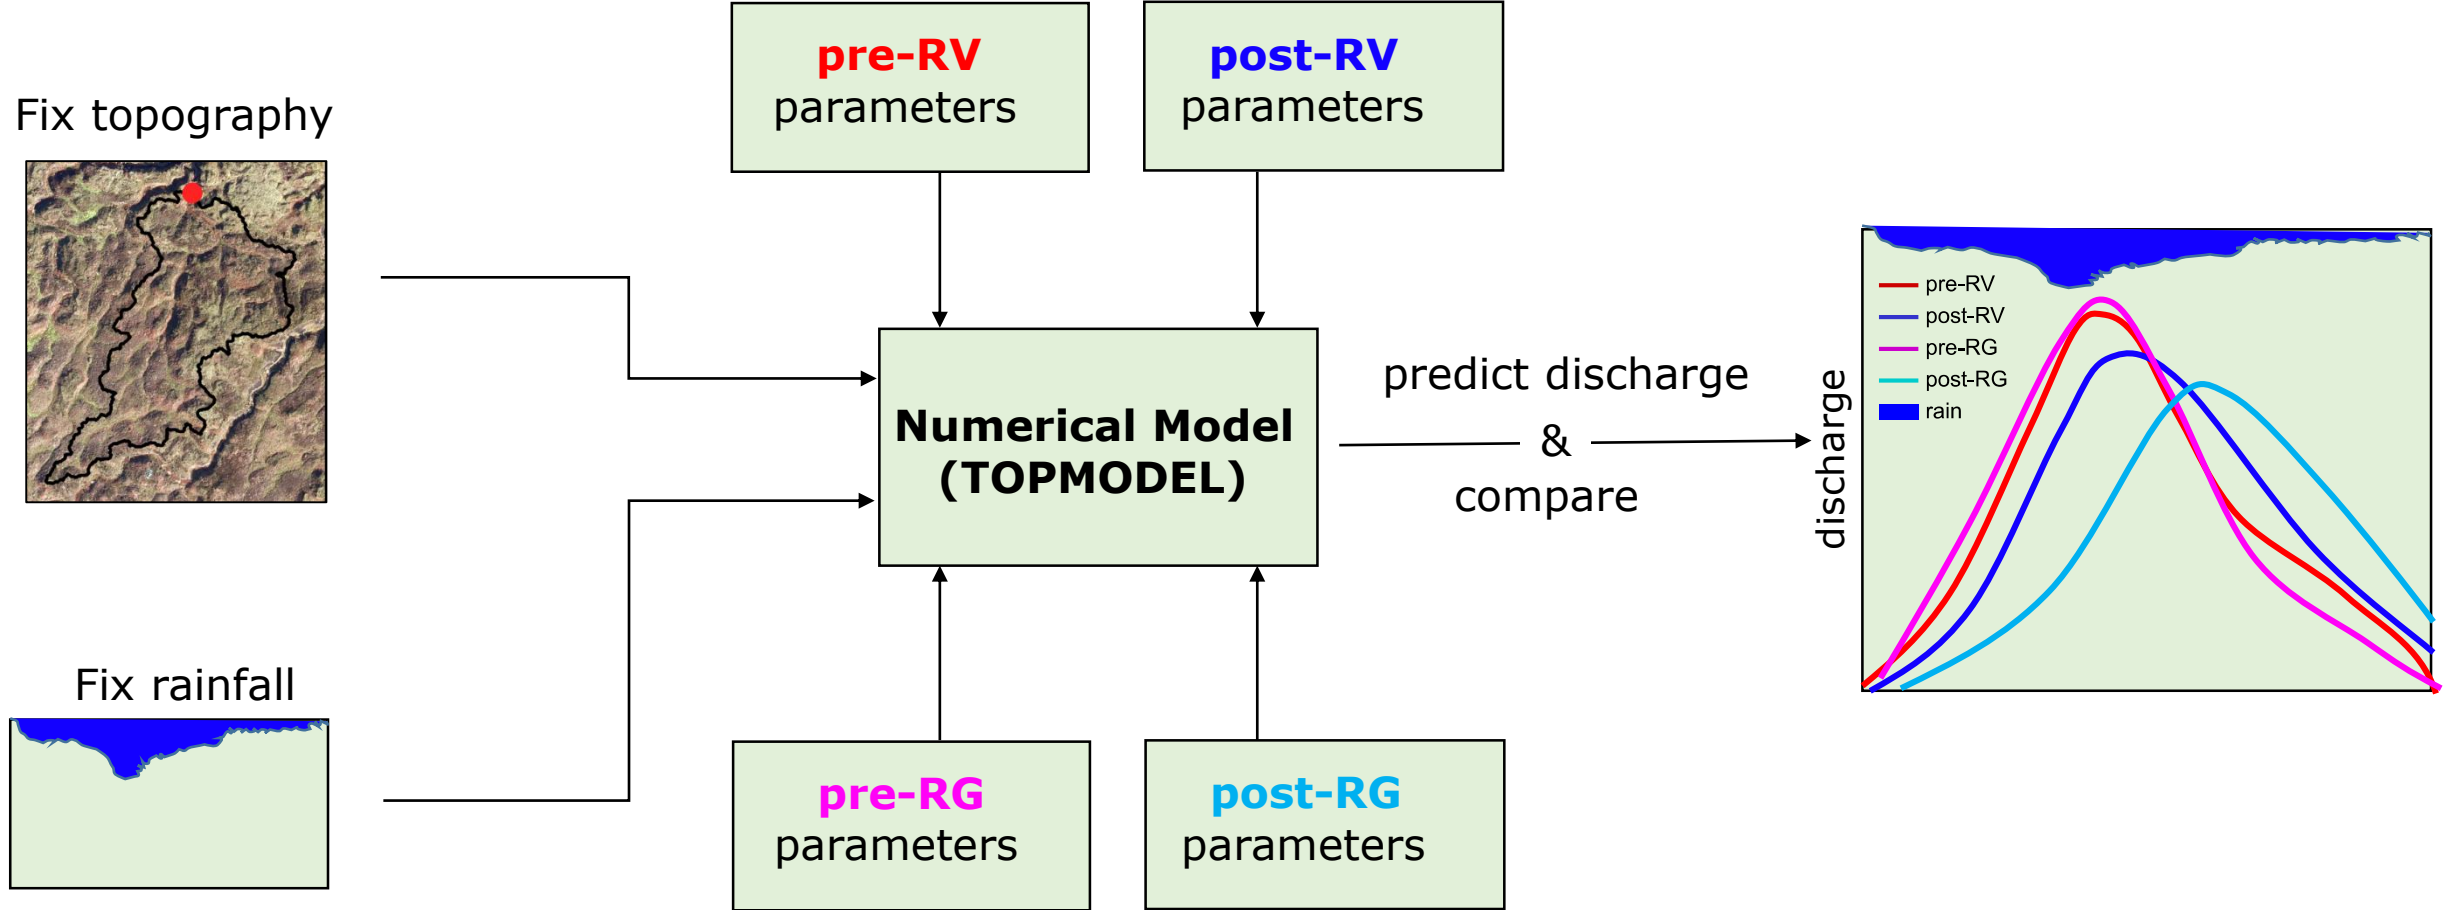 pre-RV
parameters
post-RV
parameters
Fix topography
Numerical Model
(TOPMODEL)
predict discharge
&
compare
discharge
pre-RV
post-RV
pre-RG
post-RG
rain
Fix rainfall
pre-RG
parameters
post-RG
parameters